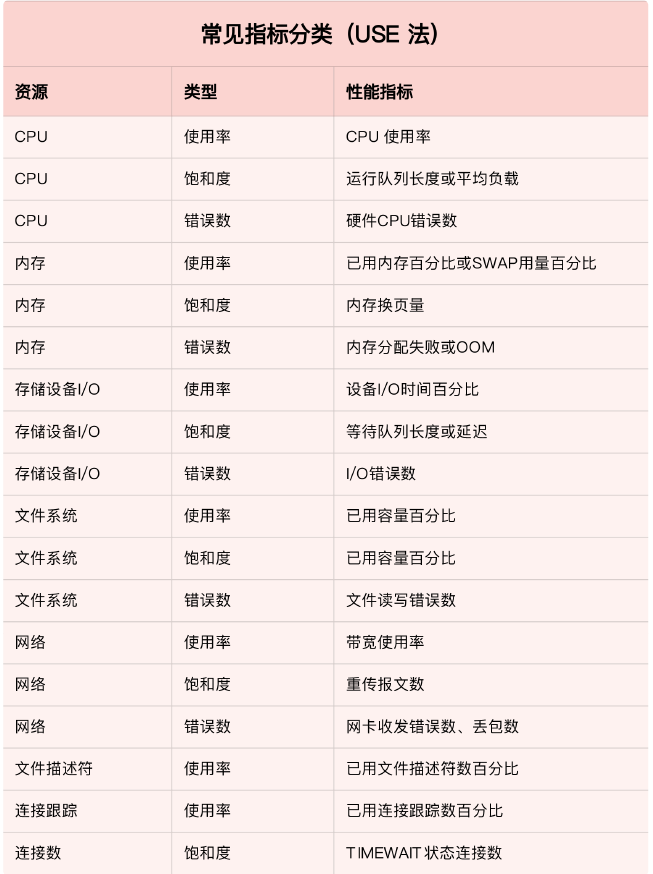 常见指标分类（USE 法）
资源 类型 性能指标
CPU 使用率 CPU 使用率
CPU 饱和度 运行队列长度或平均负载
CPU 错误数 硬件CPU错误数
内存 使用率 已用内存百分比或SWAP用量百分比
内存 饱和度 内存换页量
内存 错误数 内存分配失败或OOM
存储设备I/O 使用率 设备I/O时间百分比
存储设备I/O 饱和度 等待队列长度或延迟
存储设备I/O 错误数 I/O错误数
文件系统 使用率 已用容量百分比
文件系统 饱和度 已用容量百分比
文件系统 错误数 文件读写错误数
网络 使用率 带宽使用率
网络 饱和度 重传报文数
网络 错误数 网卡收发错误数、丢包数
文件描述符 使用率 已用文件描述符数百分比
连接跟踪 使用率 已用连接跟踪数百分比
连接数 饱和度 TIMEWAIT状态连接数